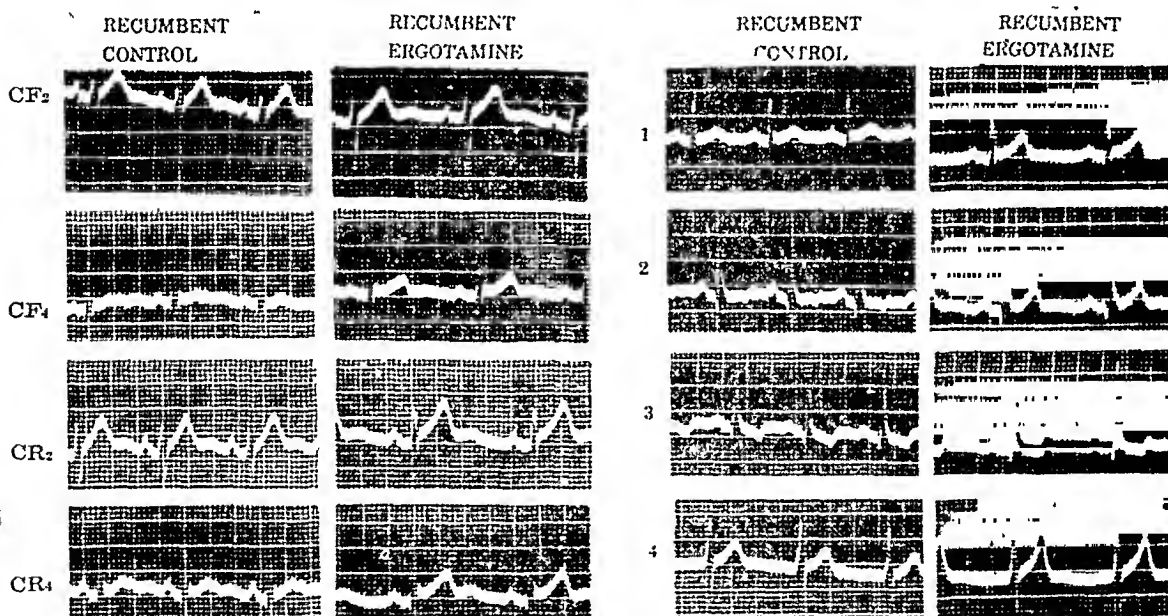 RECUMBENT
CONTROL
RECUMBENT
ERGOTAMINE
RECUMBENT
CONTROL
RECUMBENT
ERGOTAMINE
CF2
CF4
CR2
CR4
1
2
3
4